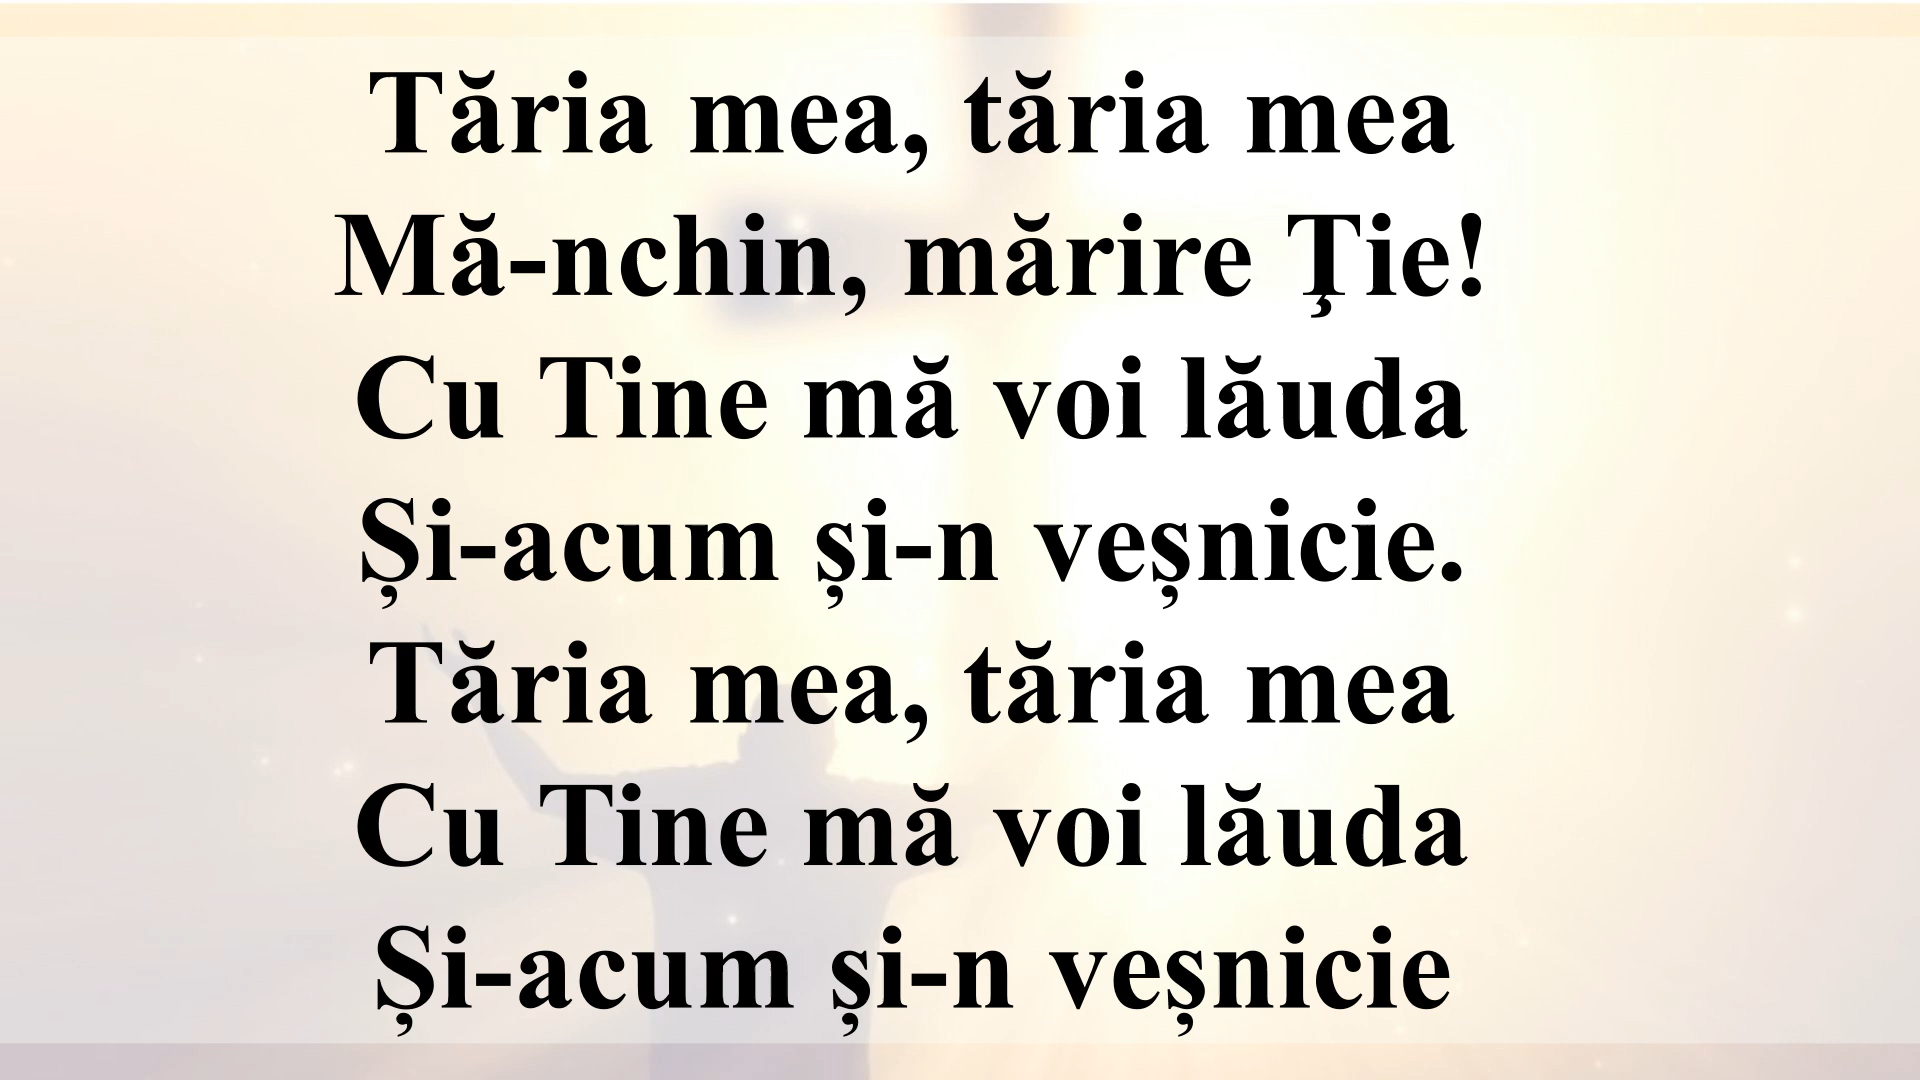 Tăria mea, tăria mea
Mă-nchin, mărire Ţie!
Cu Tine mă voi lăuda
Și-acum și-n veșnicie.
Tăria mea, tăria mea
Cu Tine mă voi lăuda
Și-acum și-n veșnicie